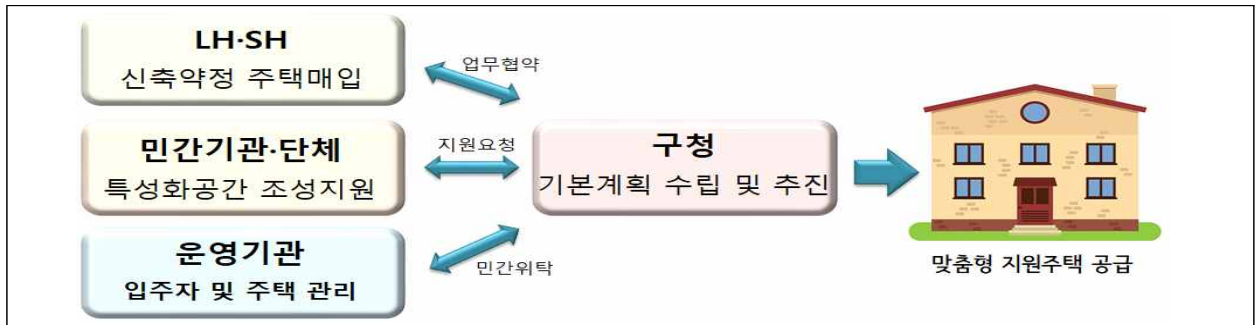 LH·SH
신축약정 주택매입
업무협약
민간기관·단체
특성화공간 조성지원
지원요청
구청
기본계획 수립 및 추진
운영기관
입주자 및 주택 관리
민간위탁
맞춤형 지원주택 공급